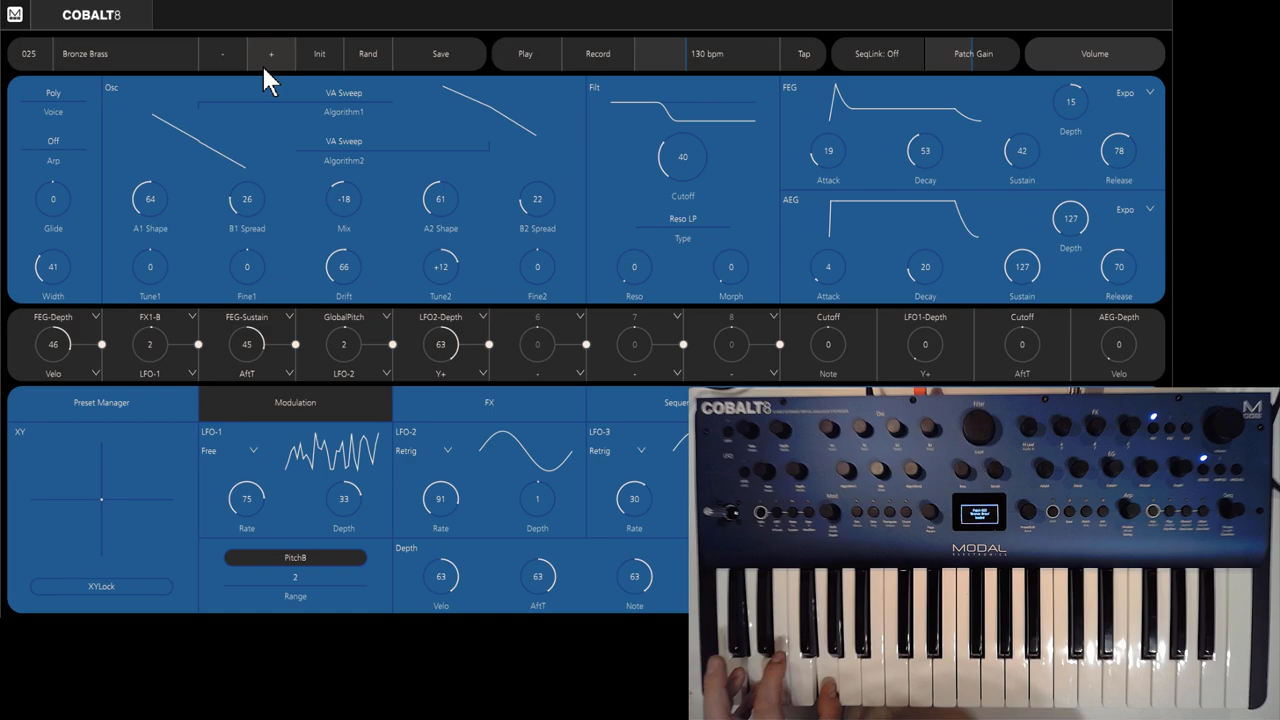 COBALT8
025 Bronze Brass - + Init Rand Save Play Record 130 bpm Tap SeqLink: Off Patch Gain Volume
Poly
Voice
Off
Arp
0
Glide
41
Width
Osc
VA Sweep
Algorithm1
VA Sweep
Algorithm2
64 26 -18 61 22
A1 Shape B1 Spread Mix A2 Shape B2 Spread
0 0 66 +12 0
Tune1 Fine1 Drift Tune2 Fine2
Filt
40
Cutoff
Reso LP
Type
0 0
Reso Morph
FEG
15
Depth
Expo
19 53 42 78
Attack Decay Sustain Release
AEG
127
Depth
Expo
4 20 127 70
Attack Decay Sustain Release
FEG-Depth FX1-B FEG-Sustain GlobalPitch LFO2-Depth 6 7 8 Cutoff LFO1-Depth Cutoff AEG-Depth
46 2 45 2 63 0 0 0 0 0 0 0
Velo LFO-1 AftT LFO-2 Y+ - - - Note Y+ AftT Velo
Preset Manager Modulation FX
XY
XYLock
LFO-1
Free
75 33
Rate Depth
PitchB
2
Range
LFO-2
Retrig
91 1
Rate Depth
LFO-3
Retrig
30
Rate
Depth
63 63 63
Velo AftT Note
COBALT8
MODAL
ELECTRONICS